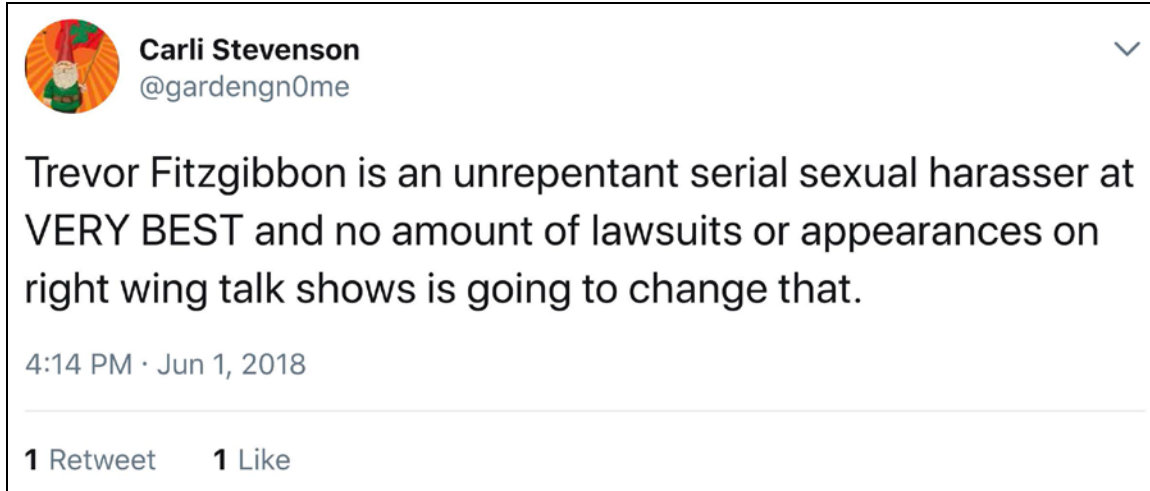 Carli Stevenson
@gardengn0me
Trevor Fitzgibbon is an unrepentant serial sexual harasser at
VERY BEST and no amount of lawsuits or appearances on
right wing talk shows is going to change that.
4:14 PM · Jun 1, 2018
1 Retweet 1 Like